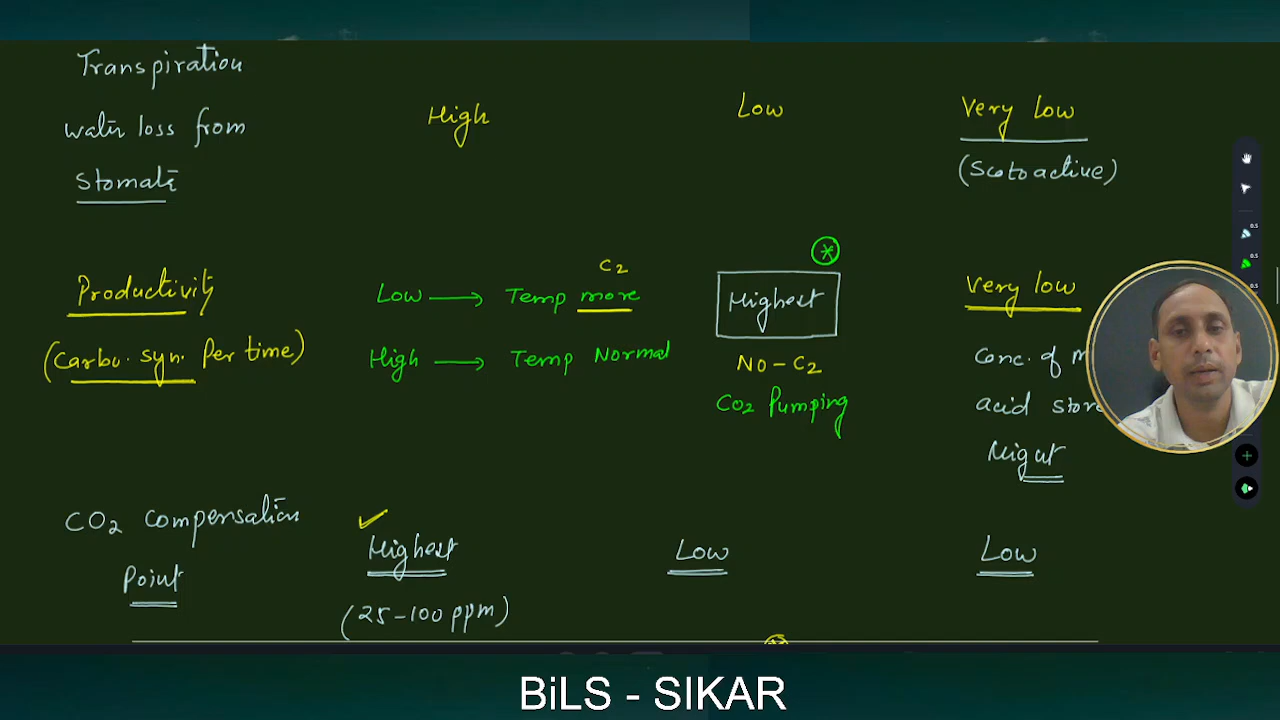 Transpiration
water loss from
Stomate
High
Low
Very low
(Scotoactive)
Productivity
(Carbo. syn. Per time)
C2
Low → Temp more
High → Temp Normal
*
Highest
NO-C2
CO2 Pumping
Very low
Conc. of
acid
Night
CO2 compensation
Point
✓
Highest
(25-100 ppm)
Low
Low
BiLS - SIKAR